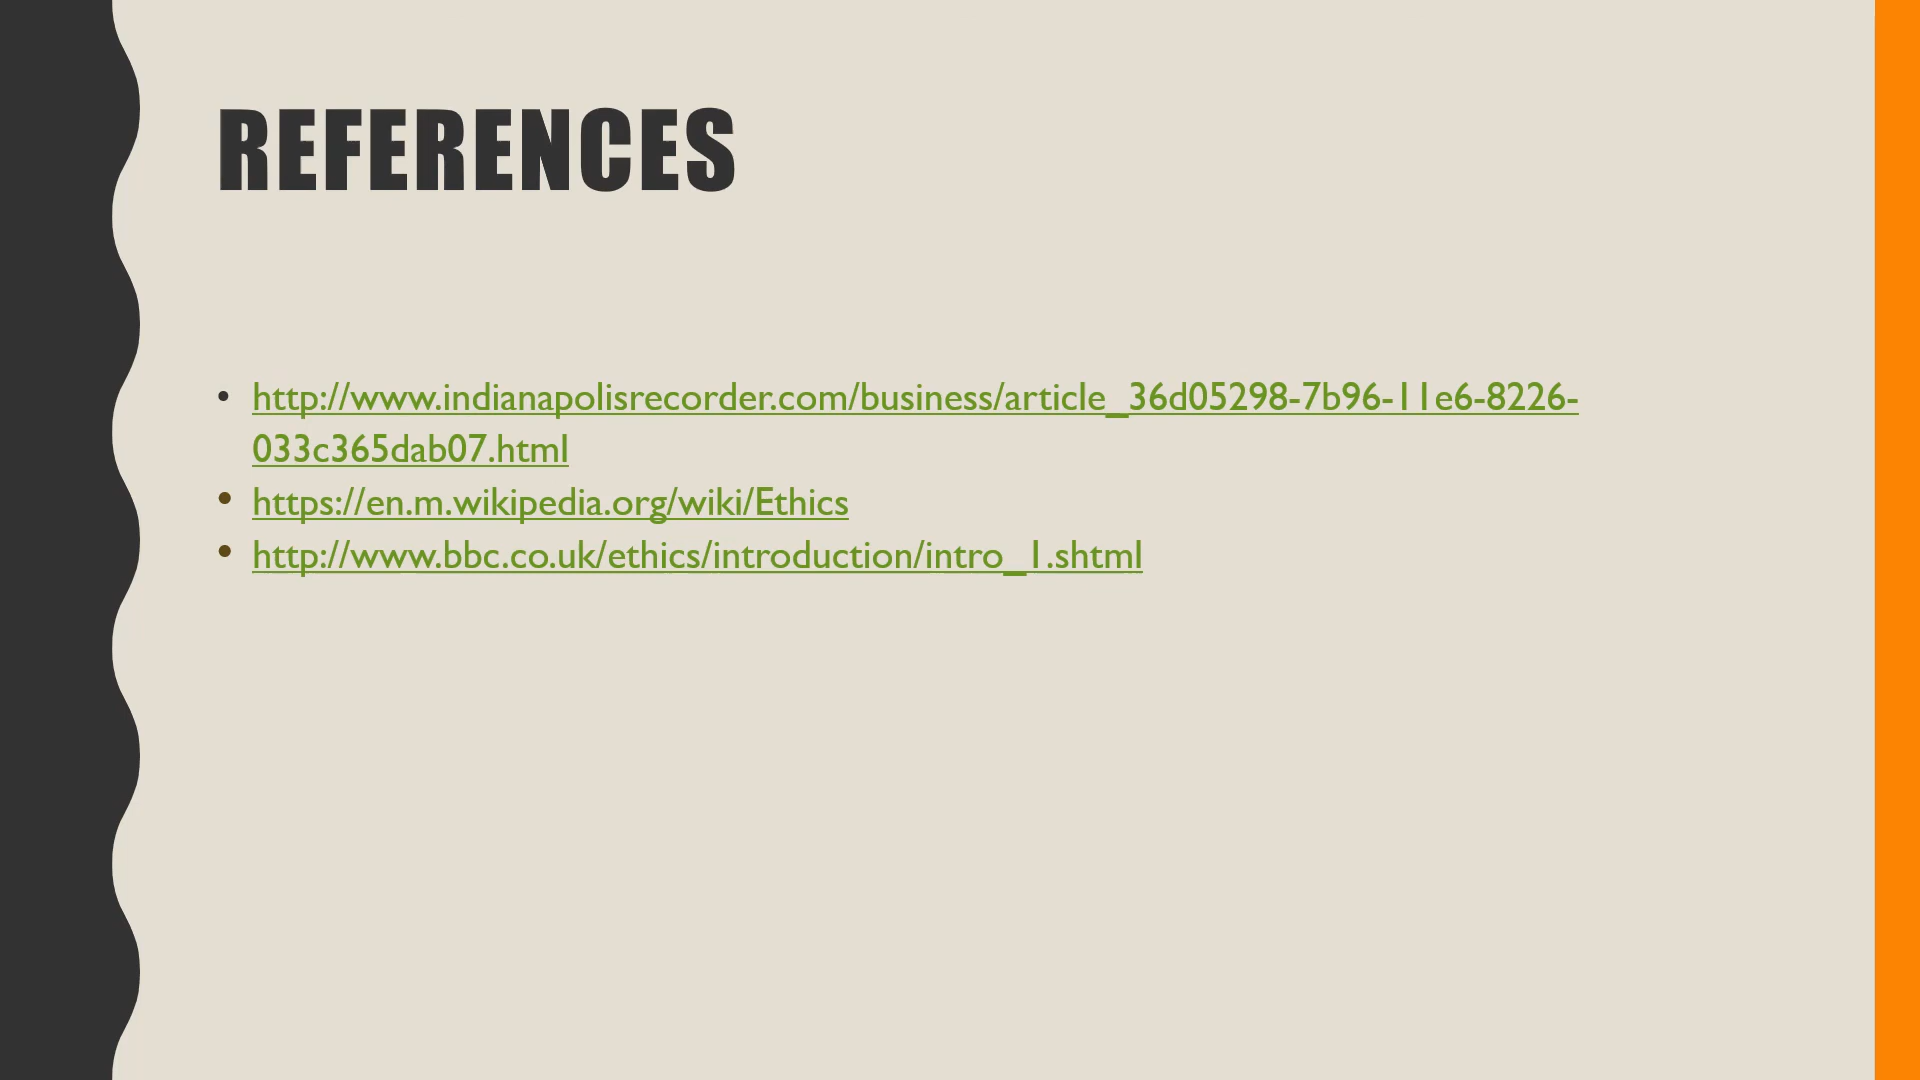 REFERENCES
• http://www.indianapolisrecorder.com/business/article_36d05298-7b96-11e6-8226-
033c365dab07.html
• https://en.m.wikipedia.org/wiki/Ethics
• http://www.bbc.co.uk/ethics/introduction/intro_1.shtml